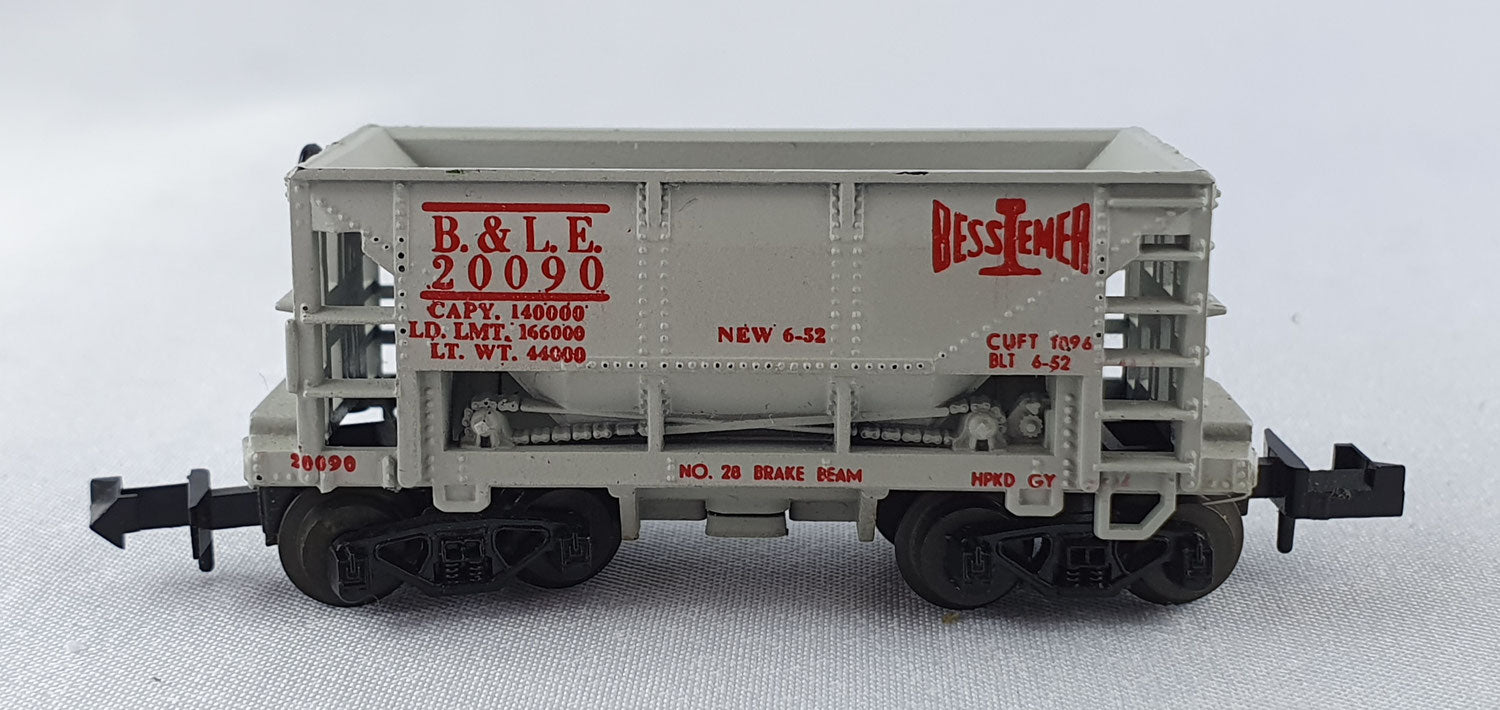 B. & L. E.
20090
CAPY. 140000
LD. LMT. 166000
LT. WT. 44000
NEW 6-52
BESSEMER
CUFT 1096
BLT 6-52
20090
NO. 28 BRAKE BEAM
HPKD GY